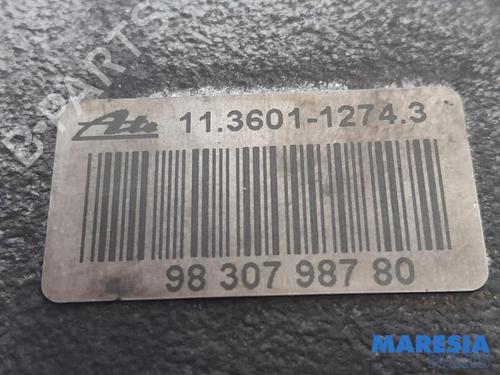 B-PARTS
Ate 11.3601-1274.3
98 307 987 80
MARESIA